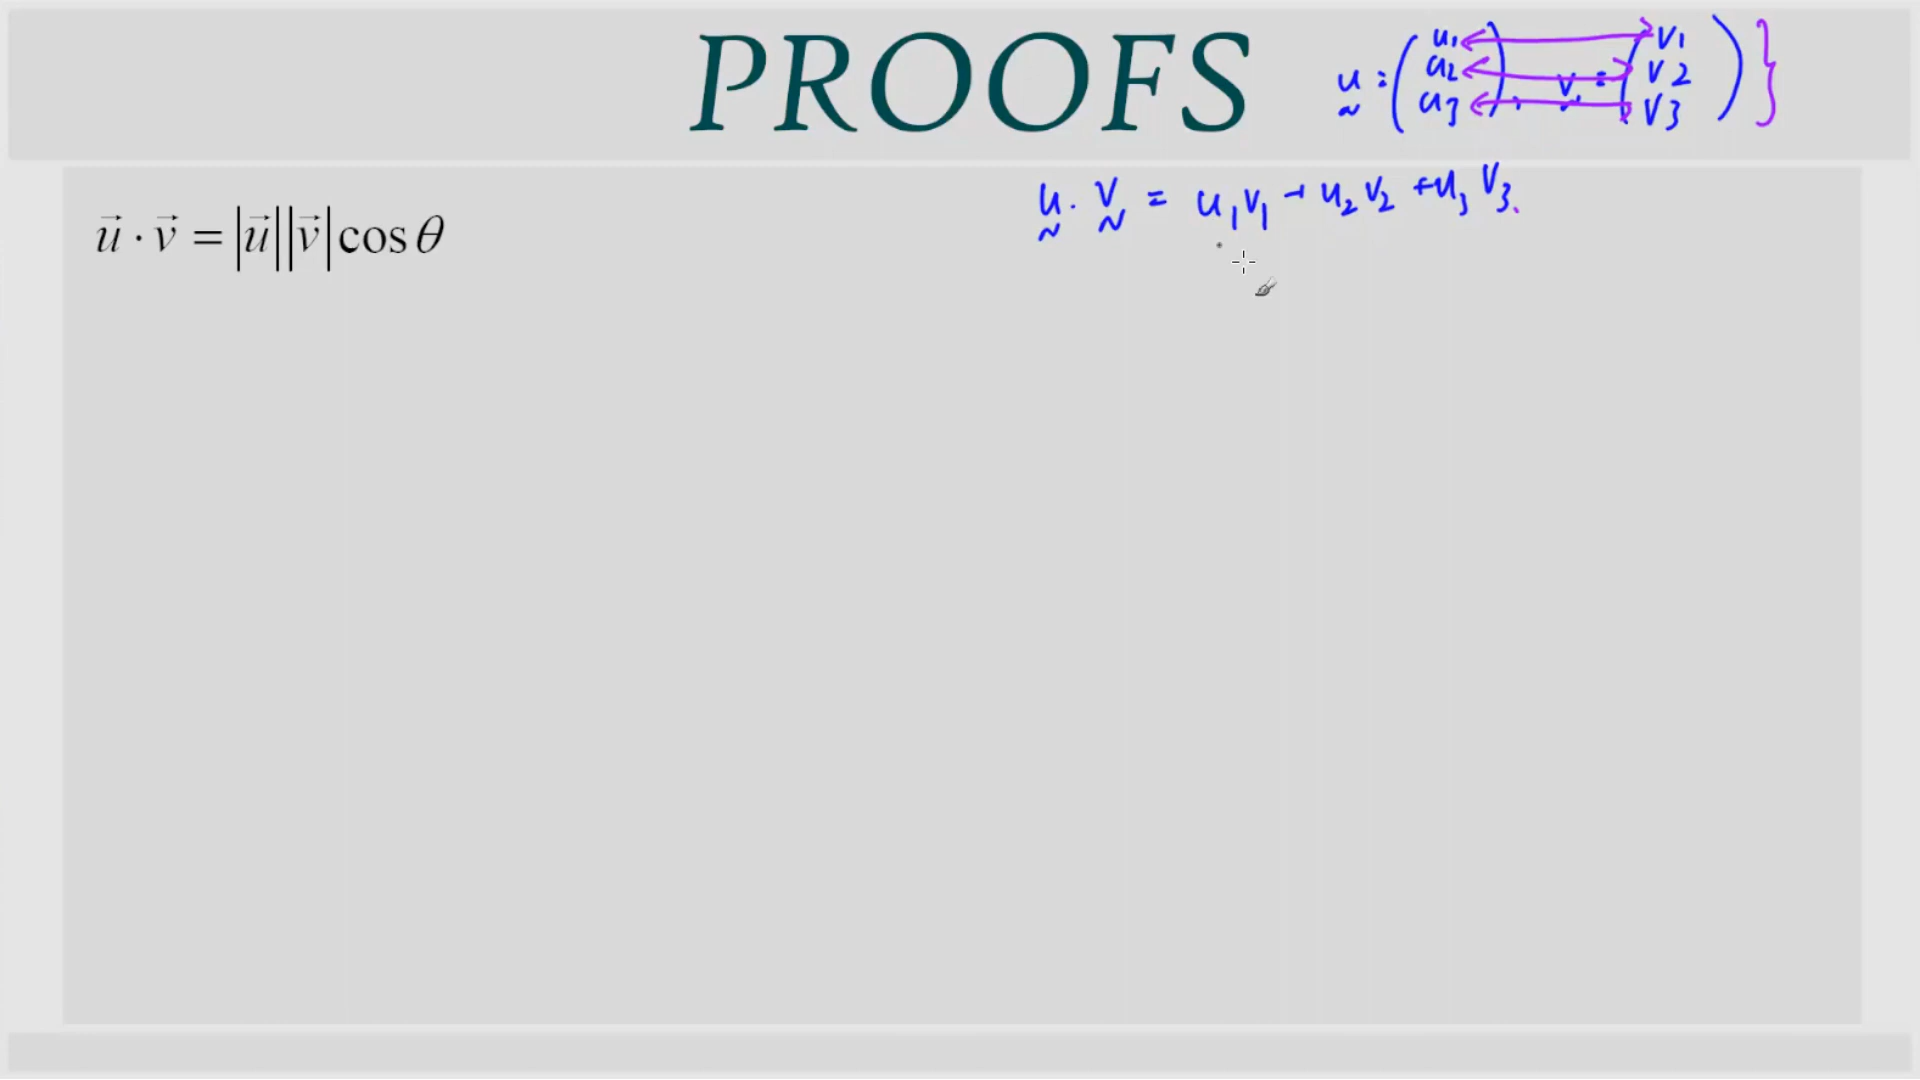 PROOFS
u = (u1 u2 u3), v = (v1 v2 v3) }
u · v = u1v1 + u2v2 + u3v3.
u⃗ · v⃗ = |u⃗||v⃗| cos θ